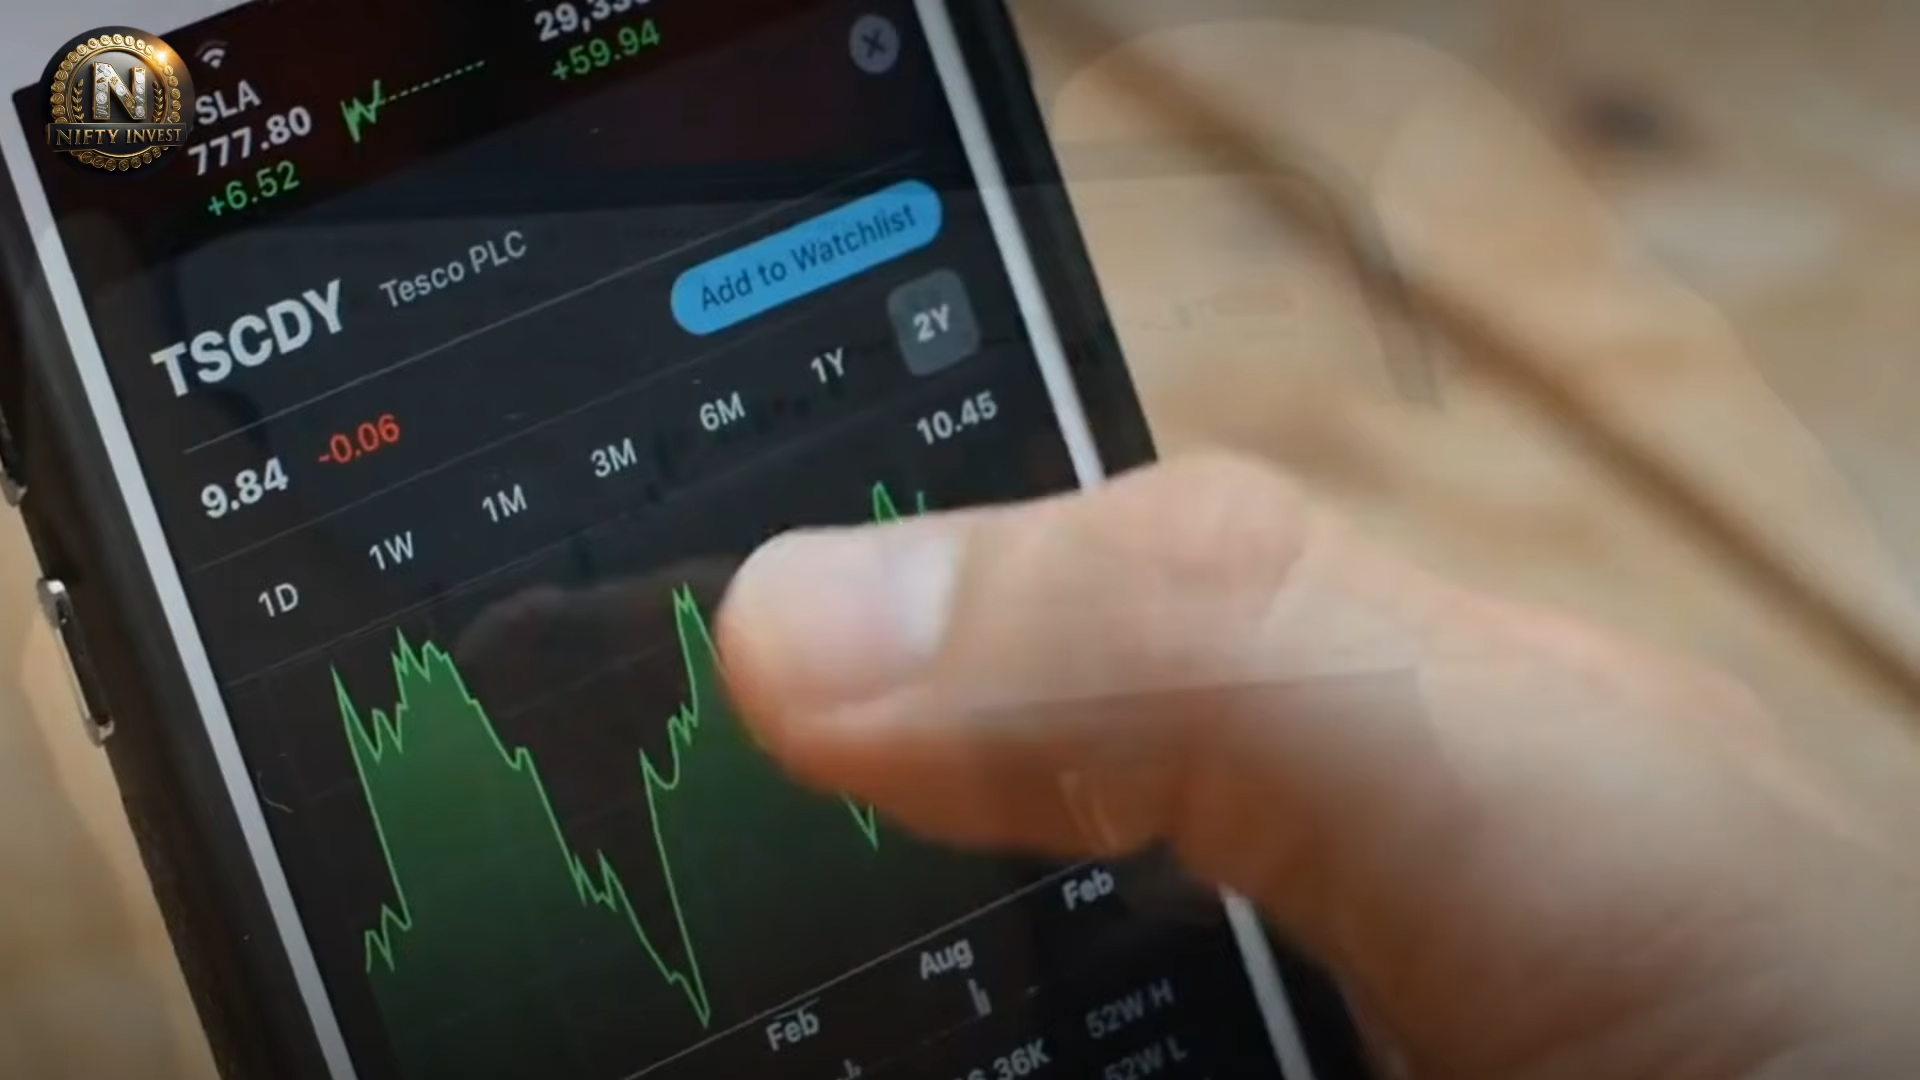 NIFTY INVEST
SLA
777.80
+6.52
+59.94
TSCDY Tesco PLC
Add to Watchlist
9.84 -0.06
1D 1W 1M 3M 6M 1Y 2Y
10.45
Feb Aug Feb
52W H
52W L